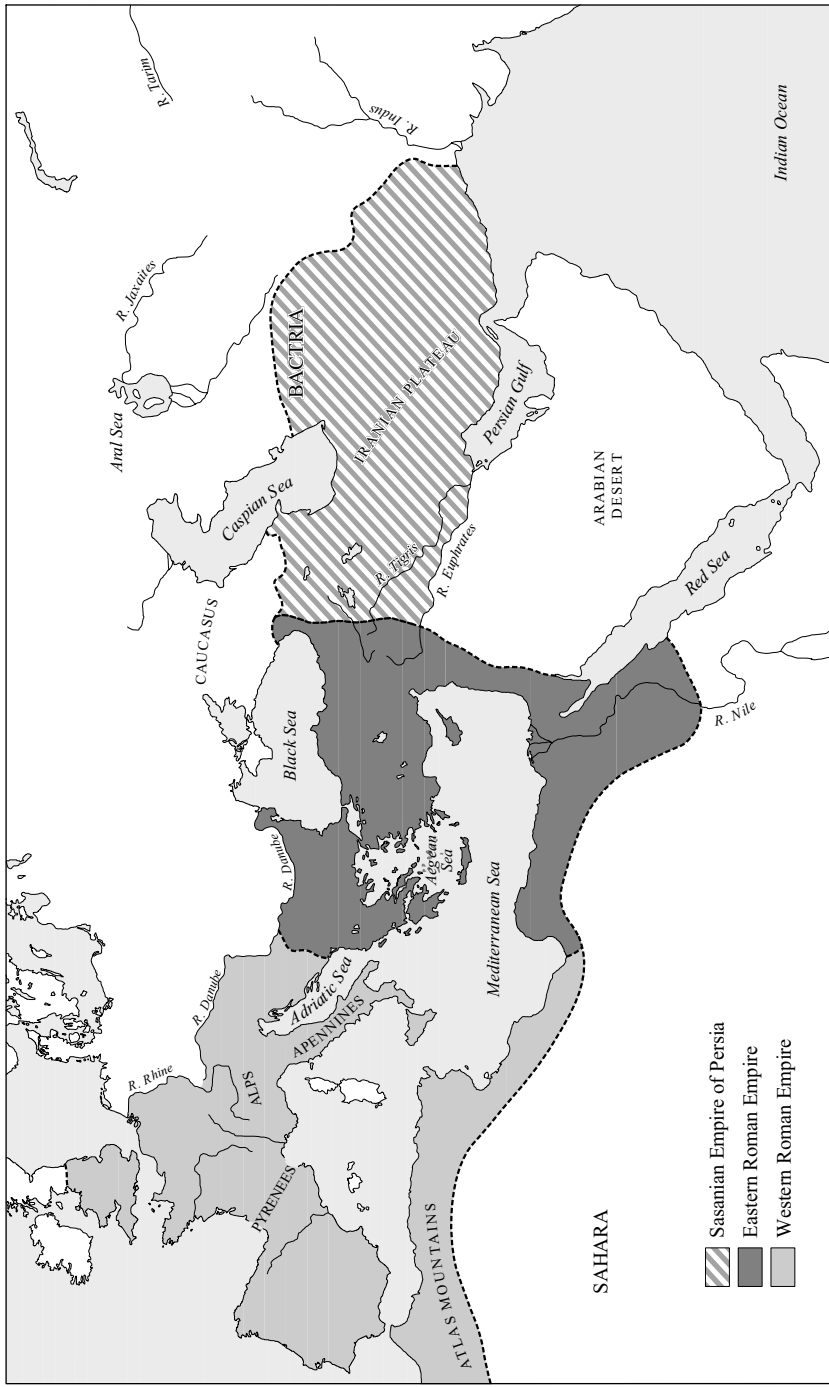 R. Tarim
R. Indus
Indian Ocean
R. Jaxaites
Aral Sea
BACTRIA
IRANIAN PLATEAU
Caspian Sea
Persian Gulf
ARABIAN
DESERT
R. Tigris
R. Euphrates
Red Sea
CAUCASUS
Black Sea
R. Nile
R. Danube
Aegean
Sea
Mediterranean Sea
R. Danube
Adriatic Sea
APENNINES
R. Rhine
ALPS
PYRENEES
ATLAS MOUNTAINS
SAHARA
Sasanian Empire of Persia
Eastern Roman Empire
Western Roman Empire